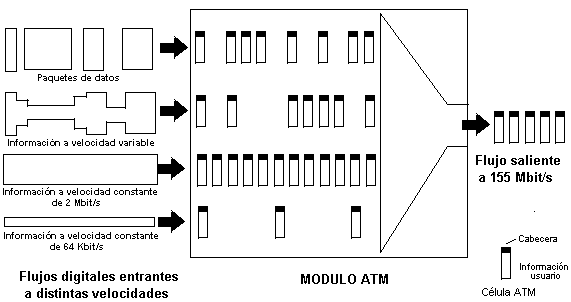 Paquetes de datos
Información a velocidad variable
Información a velocidad constante
de 2 Mbit/s
Información a velocidad constante
de 64 Kbit/s
Flujos digitales entrantes
a distintas velocidades
MODULO ATM
Flujo saliente
a 155 Mbit/s
Cabecera
Información
usuario
Célula ATM